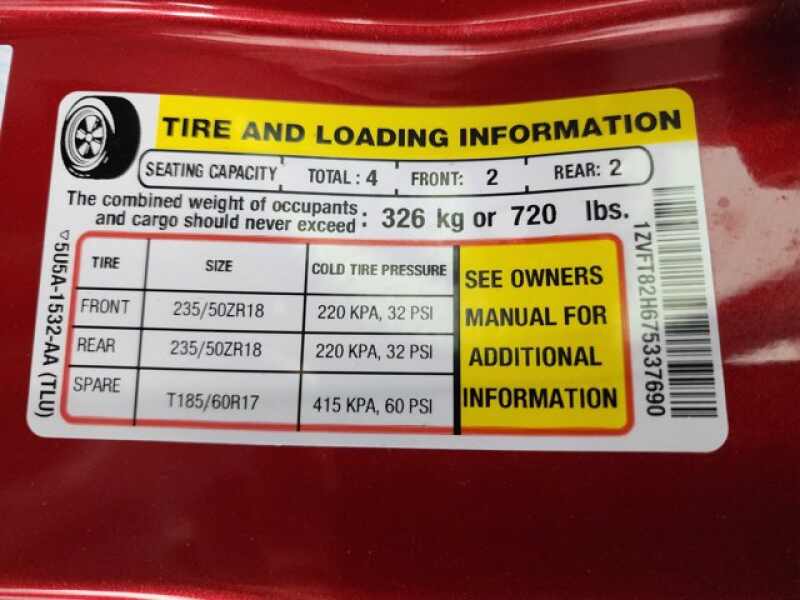 TIRE AND LOADING INFORMATION
SEATING CAPACITY TOTAL : 4 FRONT: 2 REAR: 2
The combined weight of occupants
and cargo should never exceed : 326 kg or 720 lbs.
TIRE SIZE COLD TIRE PRESSURE
FRONT 235/50ZR18 220 KPA, 32 PSI
REAR 235/50ZR18 220 KPA, 32 PSI
SPARE T185/60R17 415 KPA, 60 PSI
SEE OWNERS
MANUAL FOR
ADDITIONAL
INFORMATION
5U5A-1532-AA (TLU)
1ZVFT82H675337690